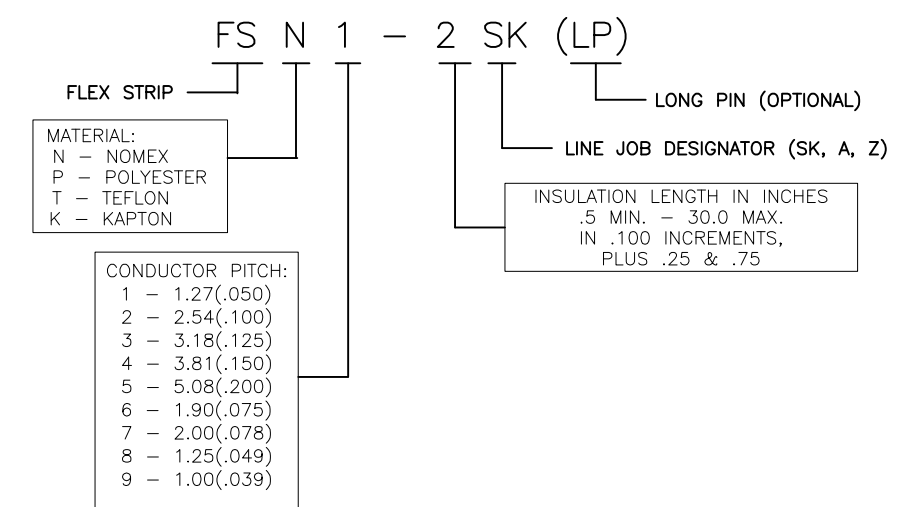 FS N 1 - 2 SK (LP)
FLEX STRIP
LONG PIN (OPTIONAL)
LINE JOB DESIGNATOR (SK, A, Z)
MATERIAL:
N - NOMEX
P - POLYESTER
T - TEFLON
K - KAPTON
INSULATION LENGTH IN INCHES
.5 MIN. - 30.0 MAX.
IN .100 INCREMENTS,
PLUS .25 & .75
CONDUCTOR PITCH:
1 - 1.27(.050)
2 - 2.54(.100)
3 - 3.18(.125)
4 - 3.81(.150)
5 - 5.08(.200)
6 - 1.90(.075)
7 - 2.00(.078)
8 - 1.25(.049)
9 - 1.00(.039)